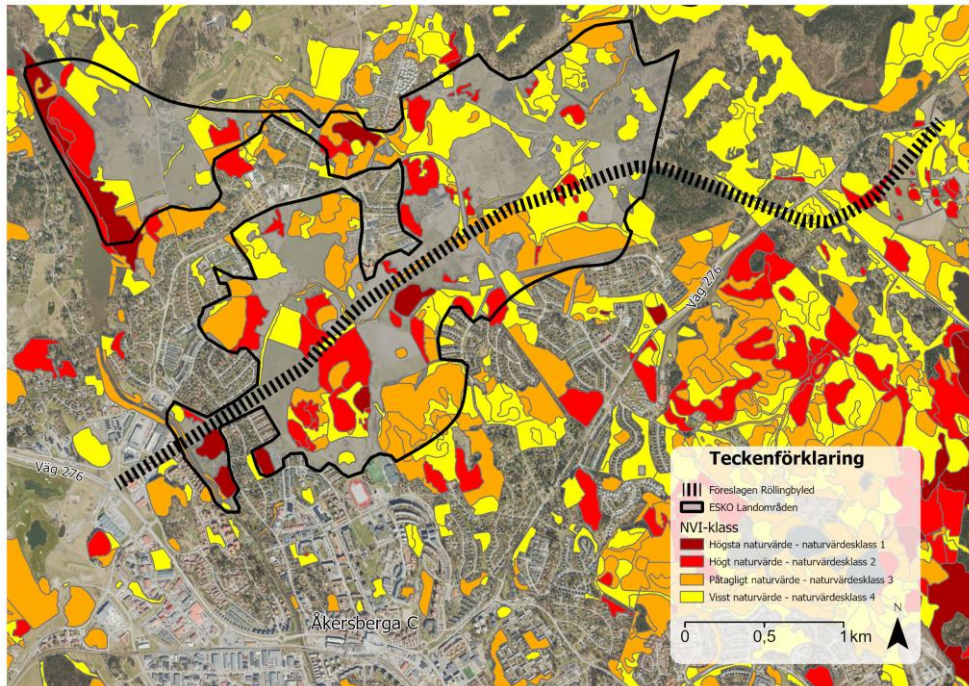 Väg 276
Väg 276
Åkersberga C
Teckenförklaring
Föreslagen Röllingbyled
ESKO Landområden
NVI-klass
Högsta naturvärde - naturvärdesklass 1
Högt naturvärde - naturvärdesklass 2
Påtagligt naturvärde - naturvärdesklass 3
Visst naturvärde - naturvärdesklass 4
N
0 0,5 1 km